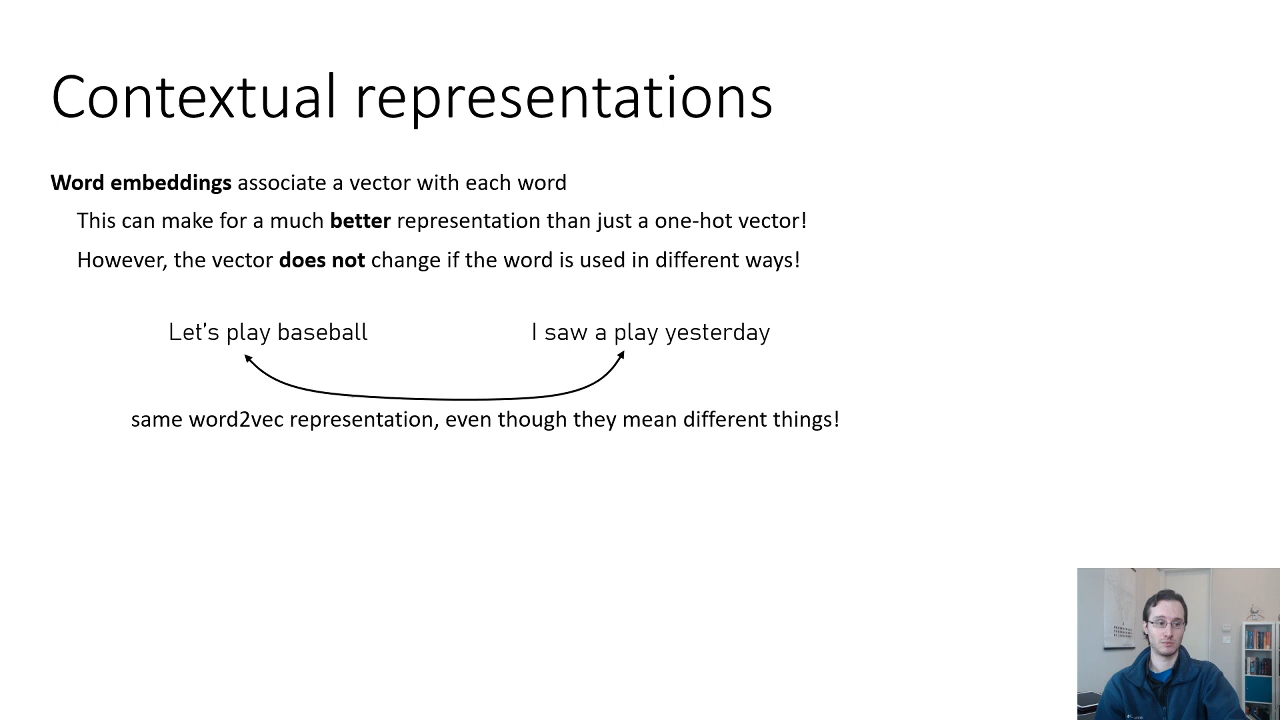 Contextual representations
Word embeddings associate a vector with each word
This can make for a much better representation than just a one-hot vector!
However, the vector does not change if the word is used in different ways!
Let's play baseball
I saw a play yesterday
same word2vec representation, even though they mean different things!